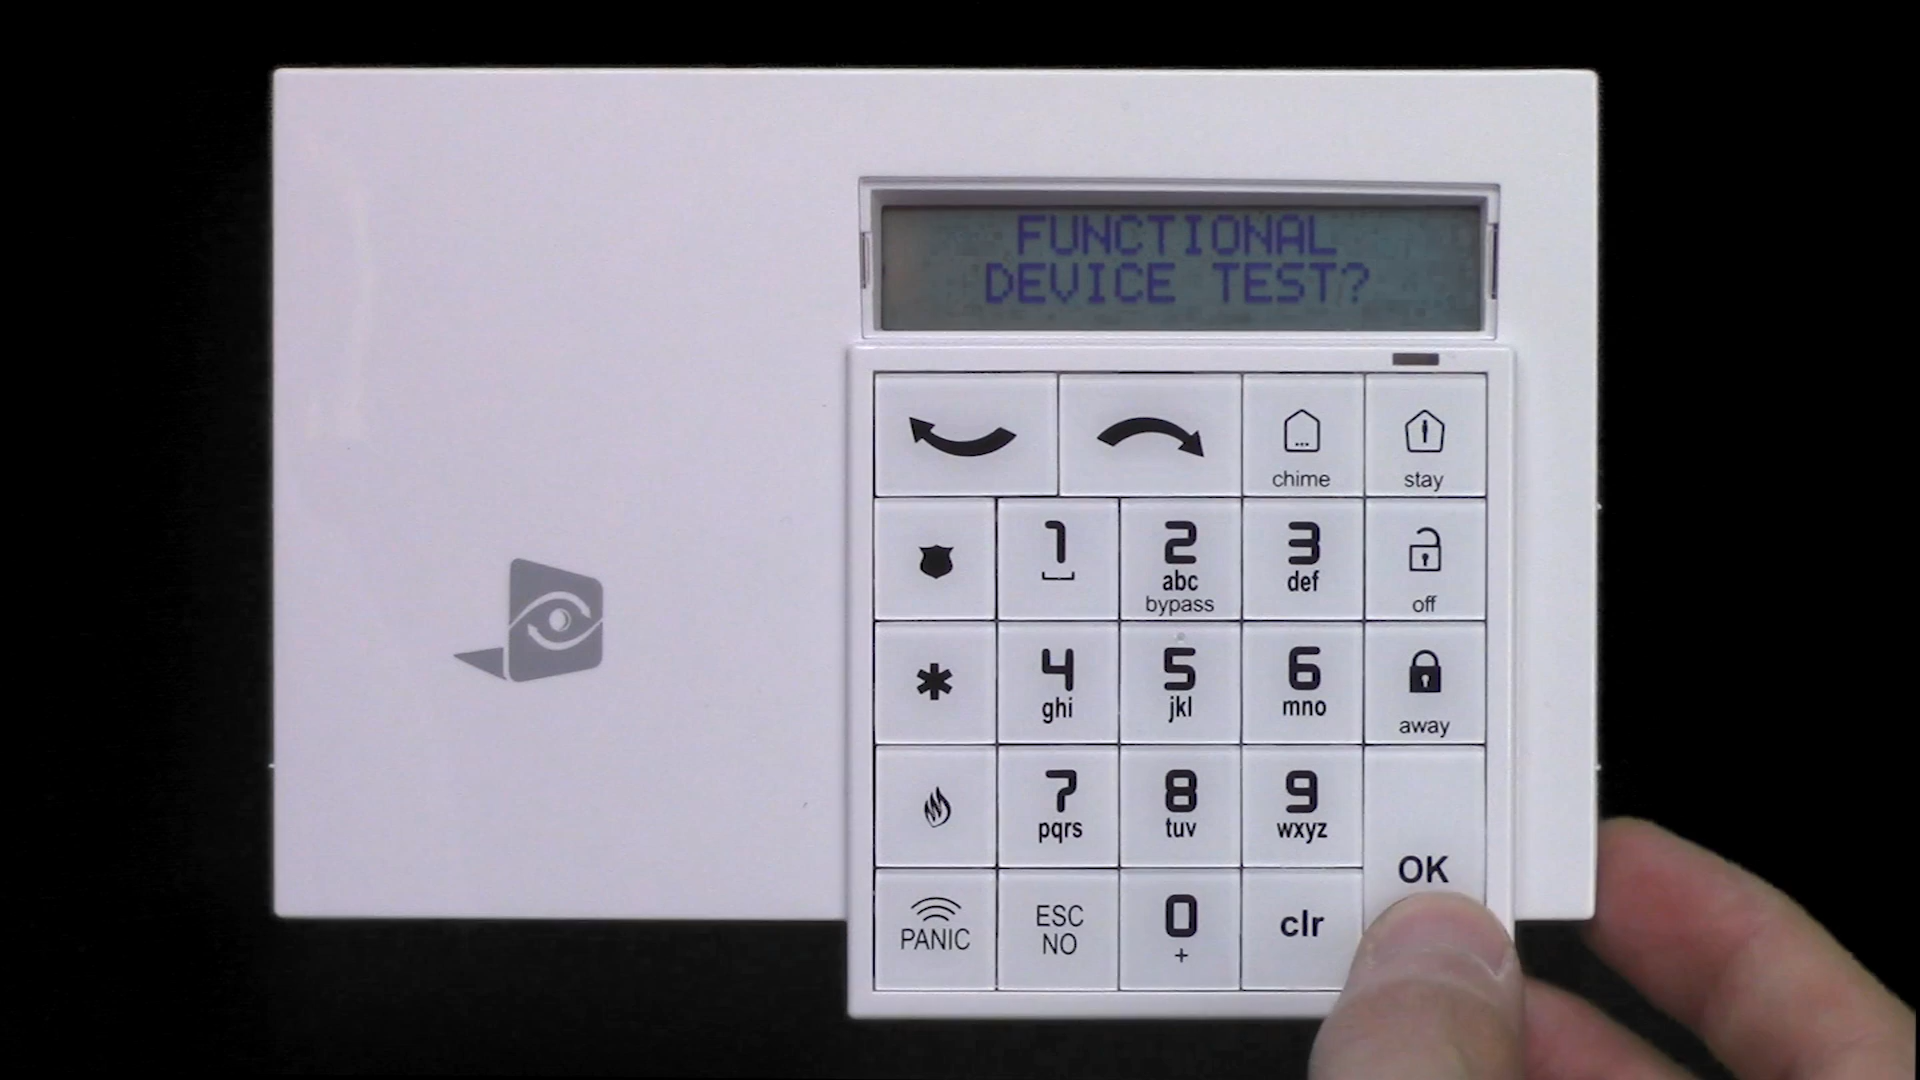 FUNCTIONAL
DEVICE TEST?
chime
stay
1
2
abc
bypass
3
def
off
*
4
ghi
5
jkl
6
mno
away
7
pqrs
8
tuv
9
wxyz
OK
PANIC
ESC
NO
0
+
clr